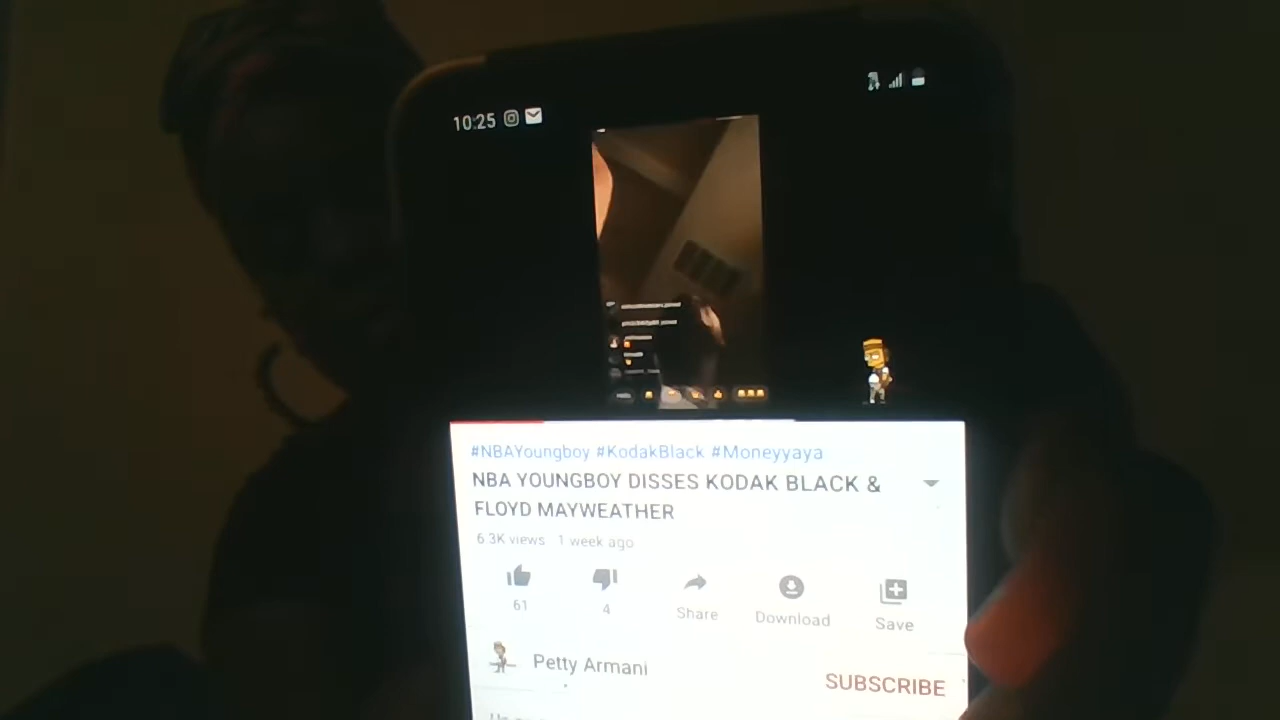 10:25
#NBAYoungboy #KodakBlack #Moneyyaya
NBA YOUNGBOY DISSES KODAK BLACK &
FLOYD MAYWEATHER
6.3K views 1 week ago
61
4
Share
Download
Save
Petty Armani
SUBSCRIBE